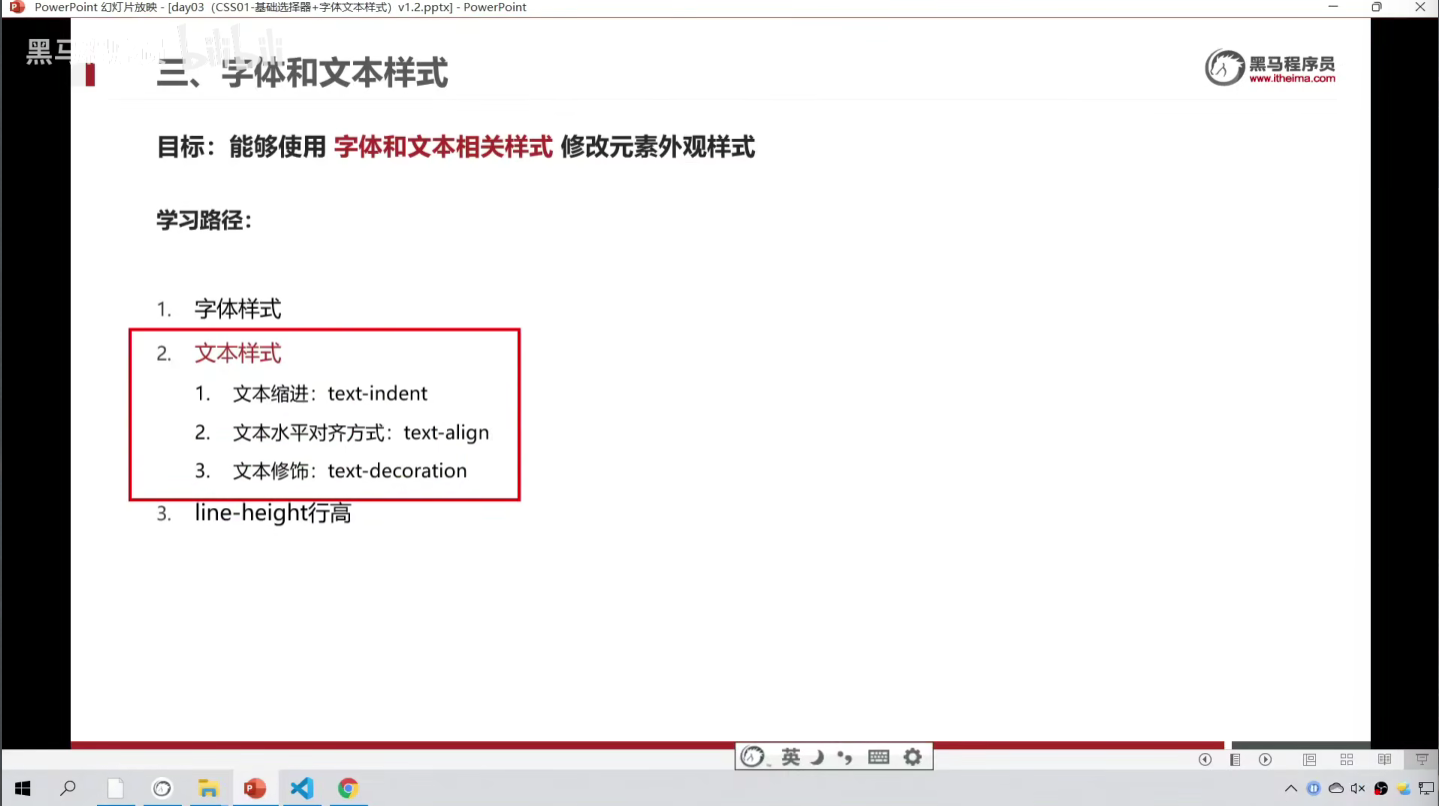 PowerPoint 幻灯片放映 - [day03（CSS01-基础选择器+字体文本样式）v1.2.pptx] - PowerPoint
黑马 bilibili
三、字体和文本样式
黑马程序员
www.itheima.com
目标：能够使用 字体和文本相关样式 修改元素外观样式
学习路径：
1. 字体样式
2. 文本样式
1. 文本缩进：text-indent
2. 文本水平对齐方式：text-align
3. 文本修饰：text-decoration
3. line-height行高
英